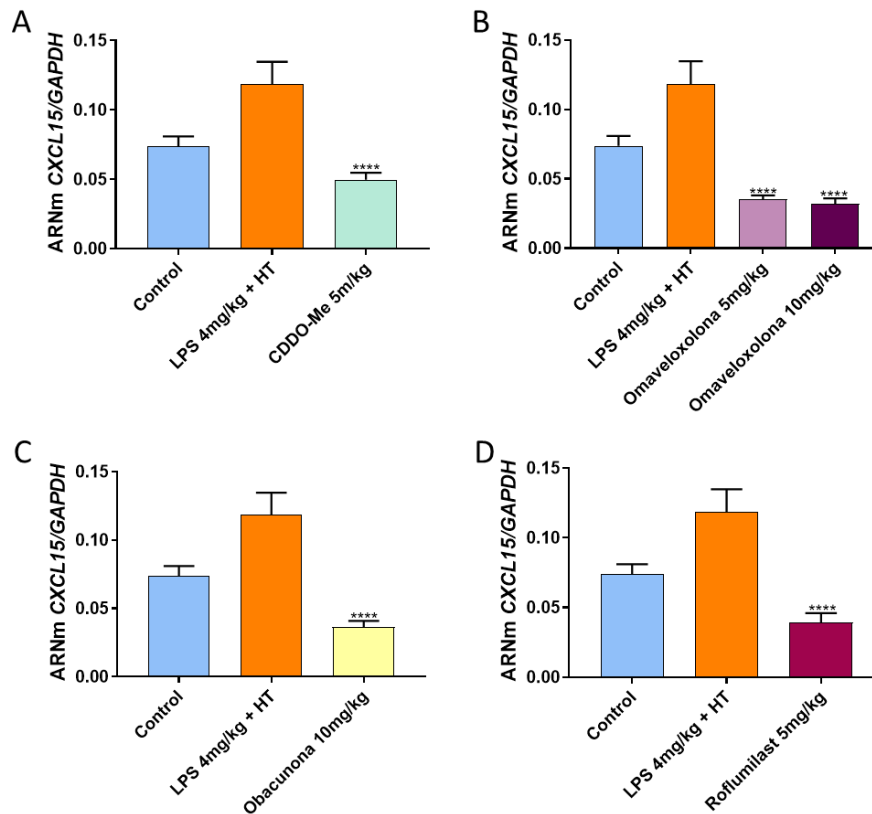 A
ARNm CXCL15/GAPDH
0.15
0.10
0.05
0.00
****
Control
LPS 4mg/kg + HT
CDDO-Me 5m/kg
B
ARNm CXCL15/GAPDH
0.15
0.10
0.05
0.00
****
****
Control
LPS 4mg/kg + HT
Omaveloxolona 5mg/kg
Omaveloxolona 10mg/kg
C
ARNm CXCL15/GAPDH
0.15
0.10
0.05
0.00
****
Control
LPS 4mg/kg + HT
Obacunona 10mg/kg
D
ARNm CXCL15/GAPDH
0.15
0.10
0.05
0.00
****
Control
LPS 4mg/kg + HT
Roflumilast 5mg/kg